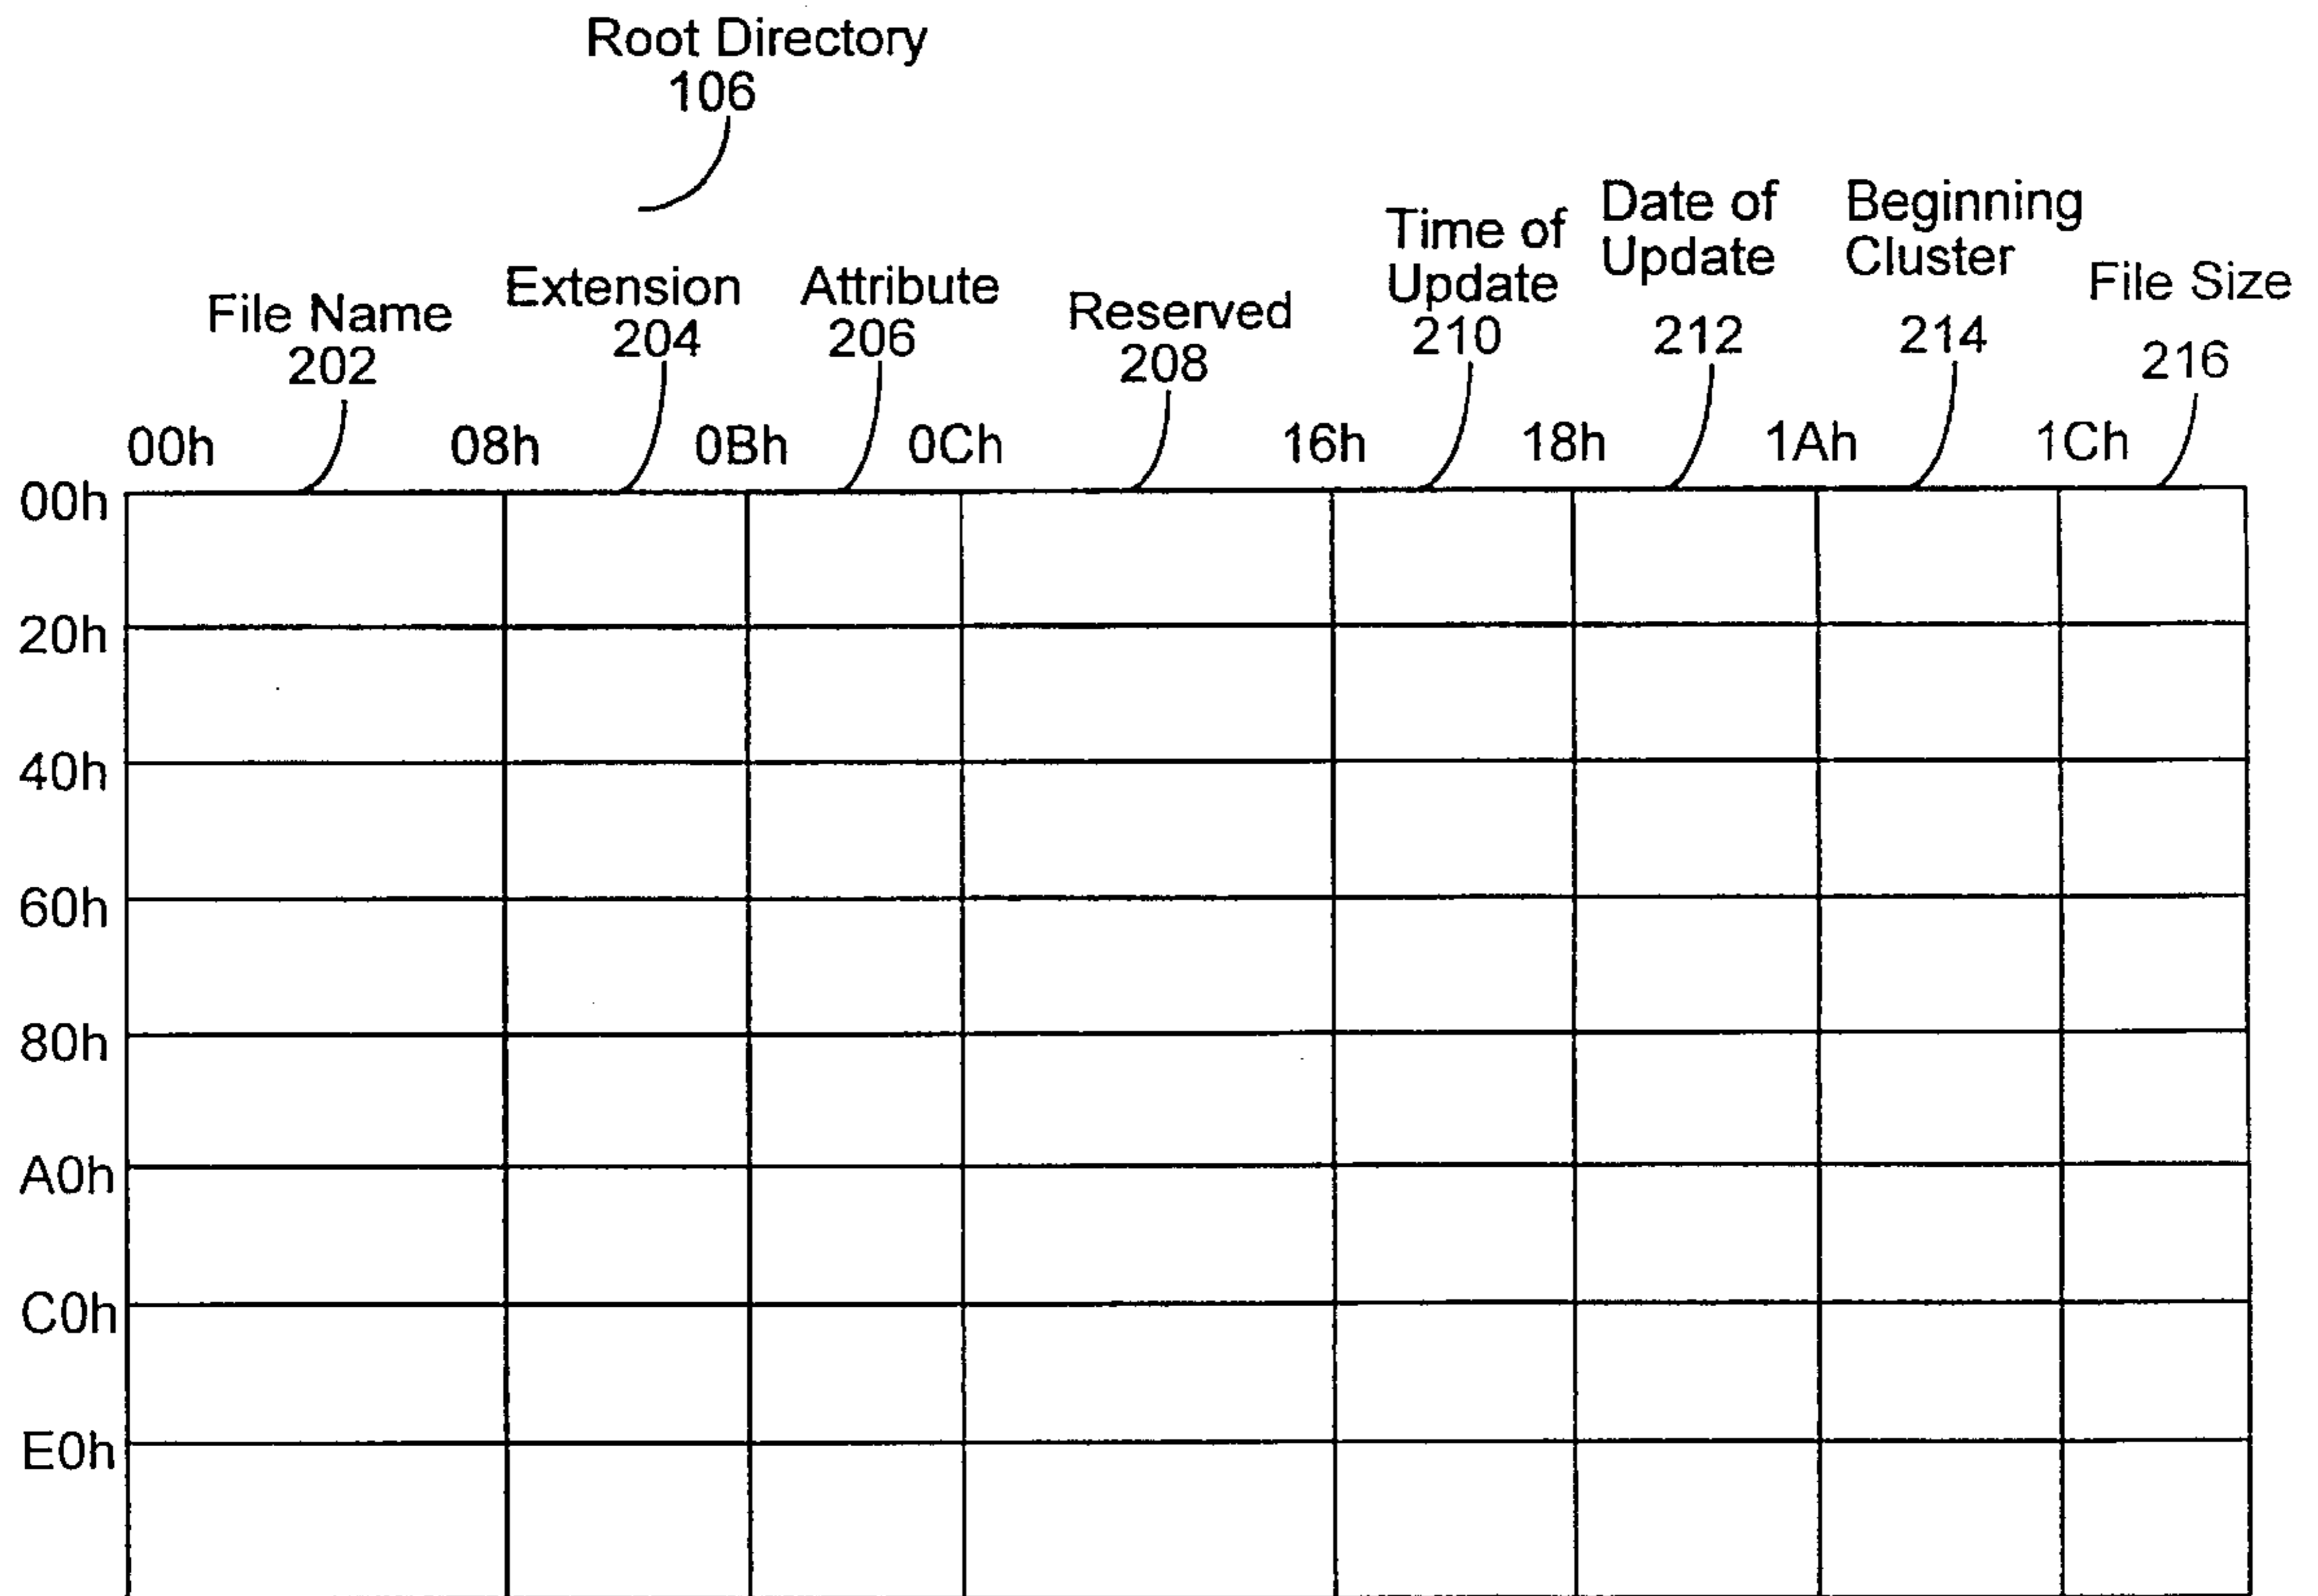 Root Directory
106
File Name
202
Extension
204
Attribute
206
Reserved
208
Time of
Update
210
Date of
Update
212
Beginning
Cluster
214
File Size
216
00h 08h 0Bh 0Ch 16h 18h 1Ah 1Ch
00h
20h
40h
60h
80h
A0h
C0h
E0h